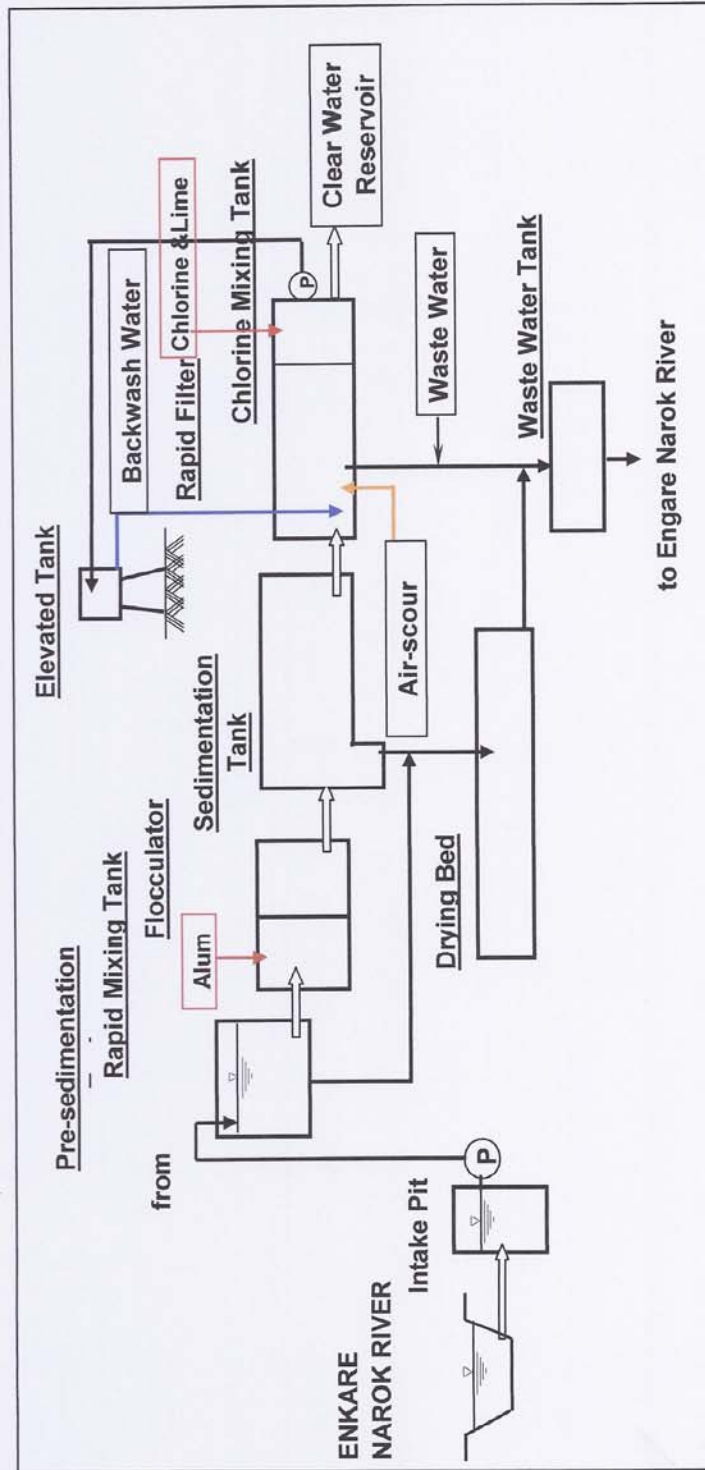 Pre-sedimentation
Rapid Mixing Tank
Flocculator
Alum
from
ENKARE
NAROK RIVER
Intake Pit
P
Sedimentation
Tank
Drying Bed
Elevated Tank
Backwash Water
Rapid Filter
Chlorine &Lime
Chlorine Mixing Tank
P
Clear Water
Reservoir
Air-scour
Waste Water
Waste Water Tank
to Engare Narok River